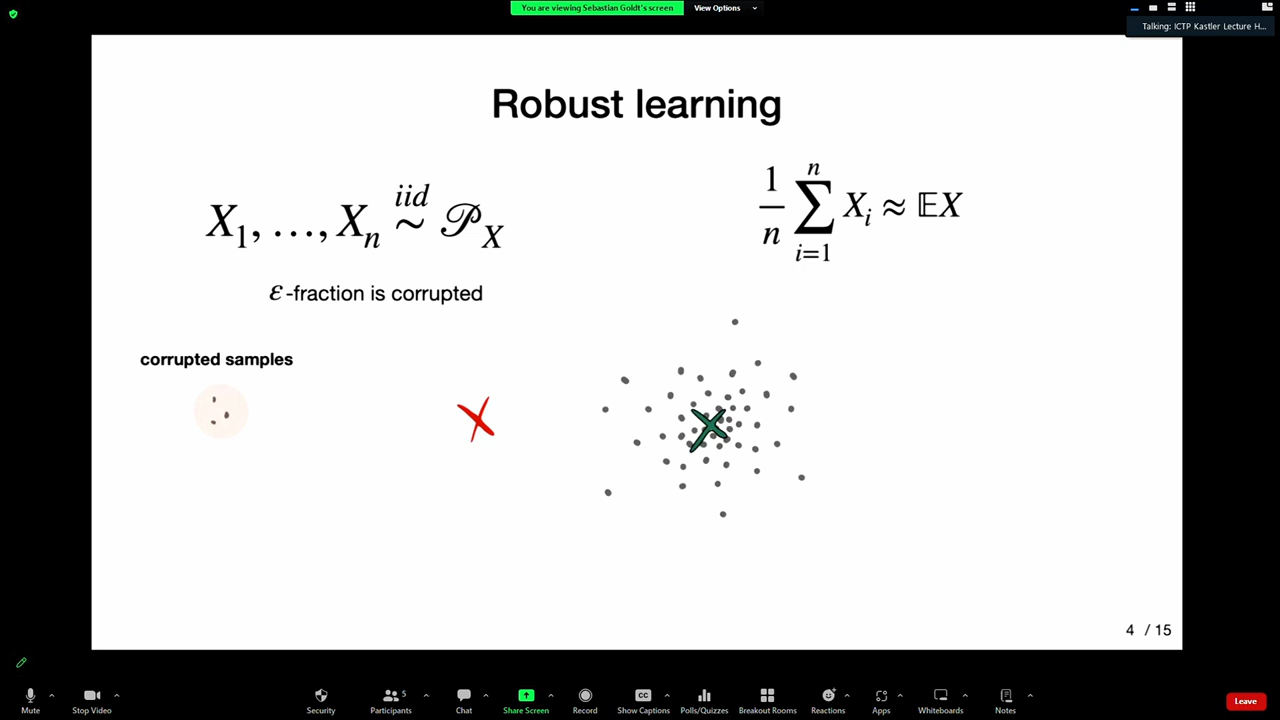 You are viewing Sebastian Goldt's screen
View Options
Talking: ICTP Kastler Lecture H...
Robust learning
X₁, ..., Xₙ iid ~ 𝒫_X
1/n ∑_{i=1}^{n} Xᵢ ≈ 𝔼X
ε-fraction is corrupted
corrupted samples
4 / 15
Mute
Stop Video
Security
Participants 5
Chat
Share Screen
Record
CC
Show Captions
Polls/Quizzes
Breakout Rooms
Reactions
Apps
Whiteboards
Notes
Leave